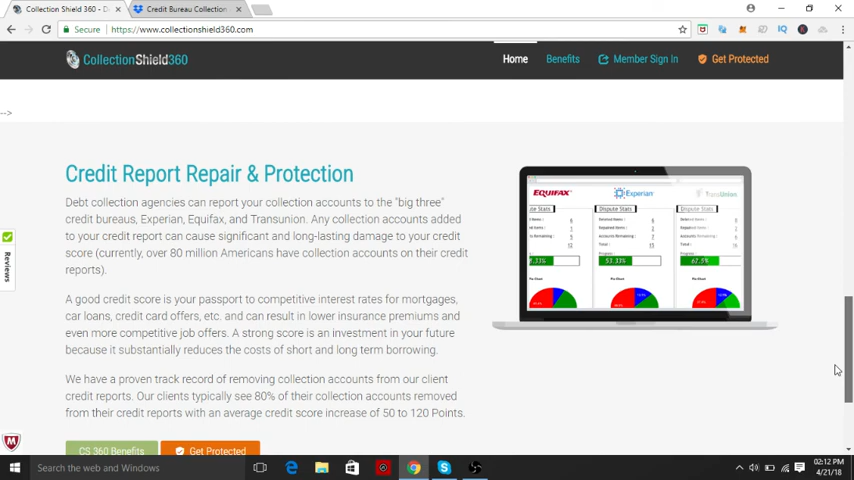 Collection Shield 360 - D
Credit Bureau Collection
Secure
https://www.collectionshield360.com
CollectionShield360
Home
Benefits
Member Sign In
Get Protected
-->
Credit Report Repair & Protection
Debt collection agencies can report your collection accounts to the "big three"
credit bureaus, Experian, Equifax, and Transunion. Any collection accounts added
to your credit report can cause significant and long-lasting damage to your credit
score (currently, over 80 million Americans have collection accounts on their credit
reports).
A good credit score is your passport to competitive interest rates for mortgages,
car loans, credit card offers, etc. and can result in lower insurance premiums and
even more competitive job offers. A strong score is an investment in your future
because it substantially reduces the costs of short and long term borrowing.
We have a proven track record of removing collection accounts from our client
credit reports. Our clients typically see 80% of their collection accounts removed
from their credit reports with an average credit score increase of 50 to 120 Points.
CS 360 Benefits
Get Protected
EQUIFAX
Experian
TransUnion
Dispute Stats
Dispute Stats
53.33%
62.5%
Reviews
Search the web and Windows
02:12 PM
4/21/18